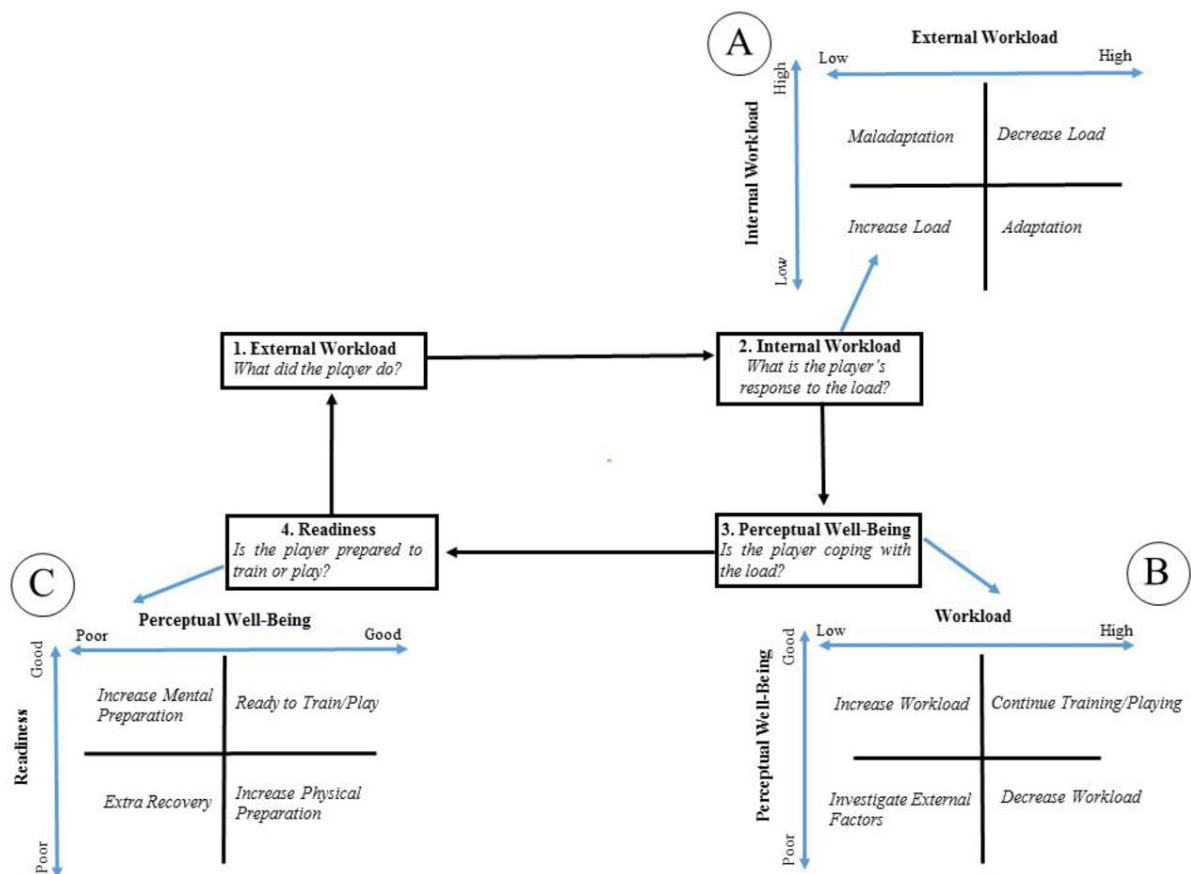 A
External Workload
Low
High
Internal Workload
High
Low
Maladaptation
Decrease Load
Increase Load
Adaptation
1. External Workload
What did the player do?
2. Internal Workload
What is the player's
response to the load?
4. Readiness
Is the player prepared to
train or play?
3. Perceptual Well-Being
Is the player coping with
the load?
C
Perceptual Well-Being
Poor
Good
Readiness
Good
Poor
Increase Mental
Preparation
Ready to Train/Play
Extra Recovery
Increase Physical
Preparation
B
Workload
Low
High
Perceptual Well-Being
Good
Poor
Increase Workload
Continue Training/Playing
Investigate External
Factors
Decrease Workload